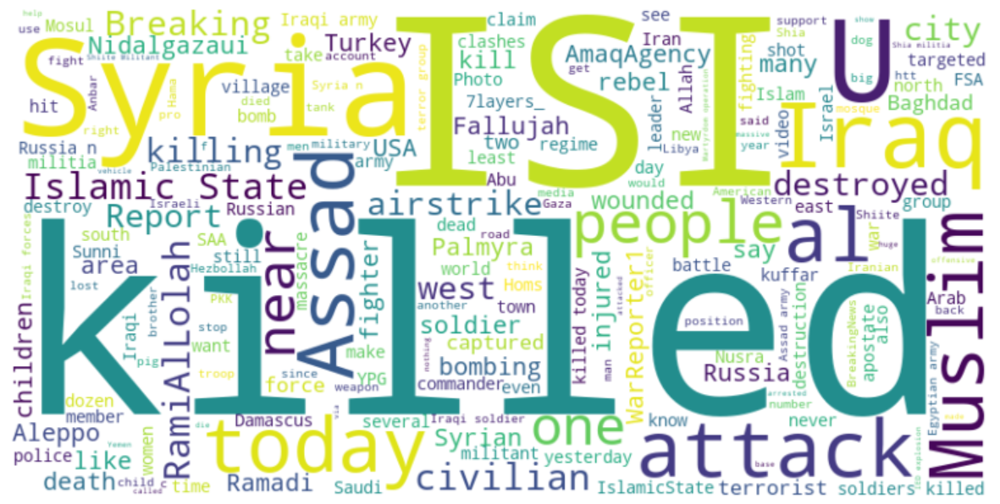 help
use
Mosul
Breaking
Iraqi army
claim
see
support
Shia
show
dog
Shia militia
city
Nidalgazaui
Turkey
take
account
clashes
Iran
AmaqAgency
shot
many
targeted
Syria
ISI
U
fight
Shiite Militant
terror group
kill
get
rebel
fighting
big
htt
north
FSA
hit
Anbar
Hama
village
Syria n
Photo
Allah
Islam
Baghdad
died
bomb
tank
pro
7layers_
leader
Martyrdom operation
said
Israel
mosque
Iraq
right
Fallujah
new
massive
video
Russia n
killing
f
men
military
USA
two
regime
Libya
year
militia
Palestinian
army
least
day
vehicle
Islamic State
Assad
Abu
would
American
destroyed
destroy
Israeli
Russian
airstrike
media
Gaza
wounded
Western
east
group
Report
people
al
Shiite
Iraqi forces
south
SAA
near
dead
road
say
war
huge
Muslim
Sunni
still
massacre
fighter
Palmyra
think
injured
WarReporter1
officer
battle
offensive
area
Hezbollah
world
Homs
kuffar
Iranian
lost
killed
RamiAlLolah
west
another
town
attacked
Assad army
destruction
BreakingNews
apostate
also
Arab
back
PKK
brother
children
Iraqi
stop
soldier
position
pig
want
make
captured
killed today
Nusra
troop
since
YPG
nothing
bombing
man
Russia
force
weapon
commander
even
arrested
dozen
number
member
Damascus
via
several
Iraqi soldier
know
never
Egyptian army
made
die
Aleppo
today
one
Syrian
attack
Yemen
women
police
like
militant
yesterday
base
IED explosion
death
child c
called
time
Ramadi
Saudi
civilian
IslamicState
terrorist
soldiers killed